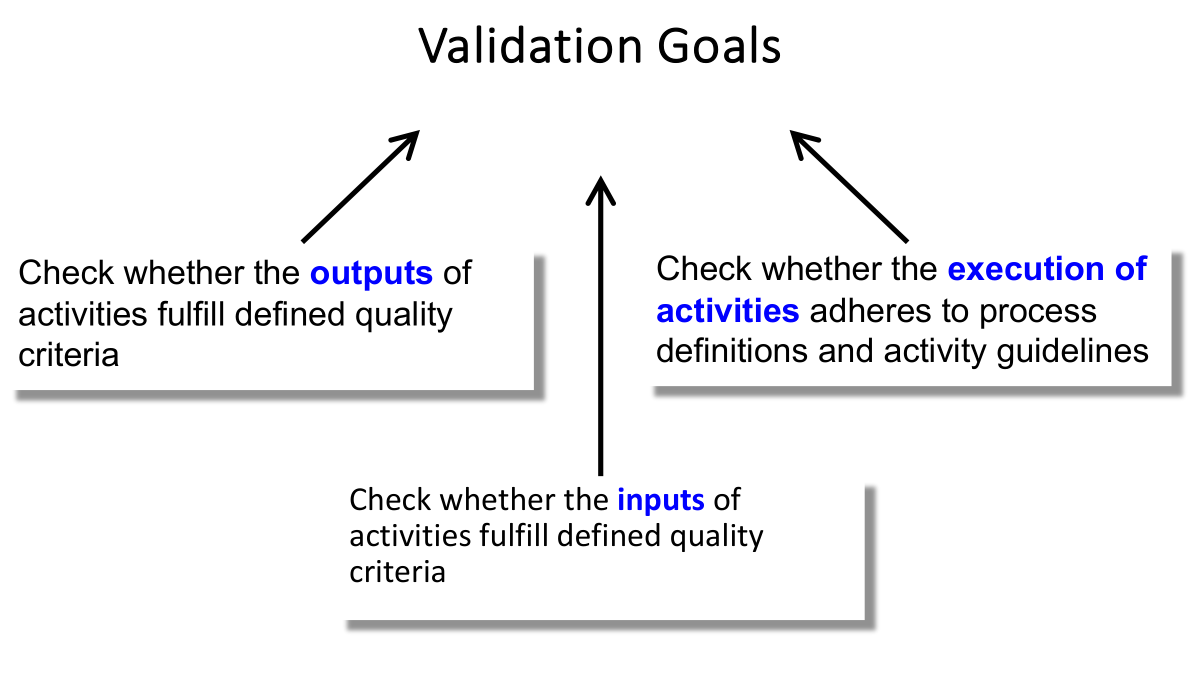 Validation Goals
Check whether the outputs of
activities fulfill defined quality
criteria
Check whether the execution of
activities adheres to process
definitions and activity guidelines
Check whether the inputs of
activities fulfill defined quality
criteria